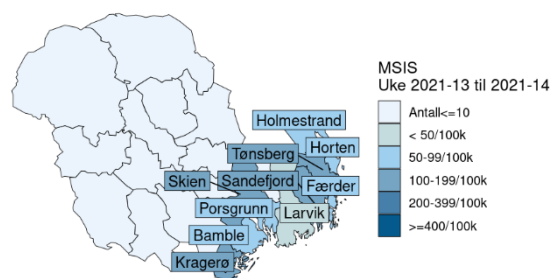 MSIS
Uke 2021-13 til 2021-14
Antall<=10
< 50/100k
50-99/100k
100-199/100k
200-399/100k
>=400/100k
Holmestrand
Horten
Tønsberg
Skien
Sandefjord
Færder
Porsgrunn
Larvik
Bamble
Kragerø